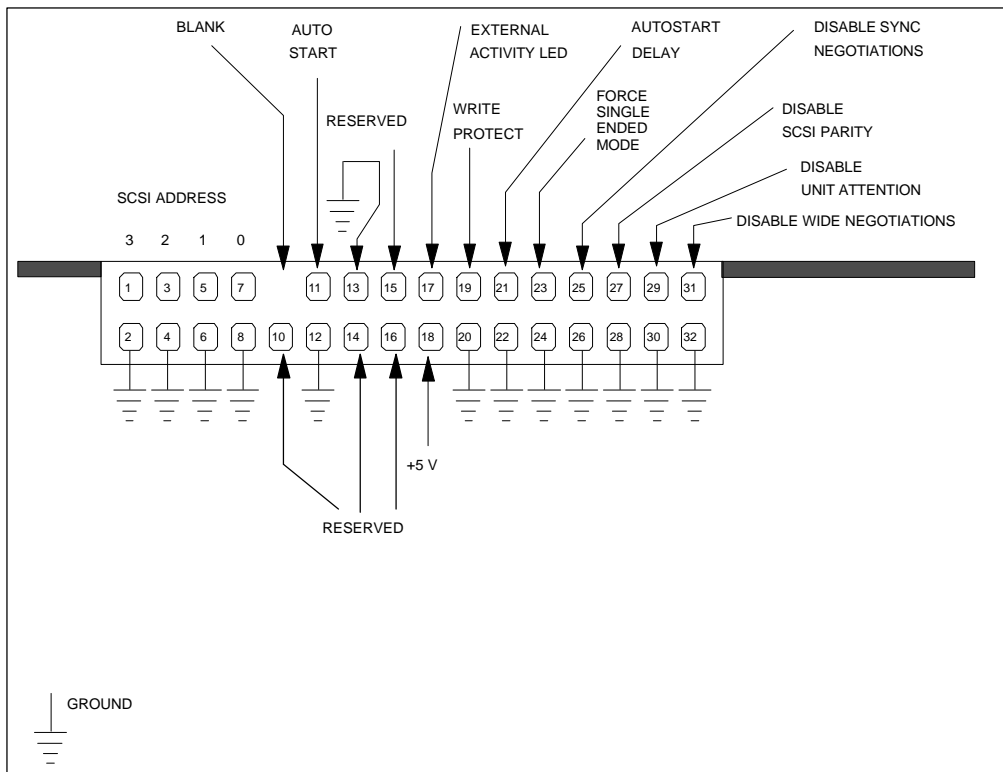 BLANK
AUTO
START
EXTERNAL
ACTIVITY LED
AUTOSTART
DELAY
DISABLE SYNC
NEGOTIATIONS
RESERVED
WRITE
PROTECT
FORCE
SINGLE
ENDED
MODE
DISABLE
SCSI PARITY
DISABLE
UNIT ATTENTION
DISABLE WIDE NEGOTIATIONS
SCSI ADDRESS
3 2 1 0
1 3 5 7 11 13 15 17 19 21 23 25 27 29 31
2 4 6 8 10 12 14 16 18 20 22 24 26 28 30 32
+5 V
RESERVED
GROUND